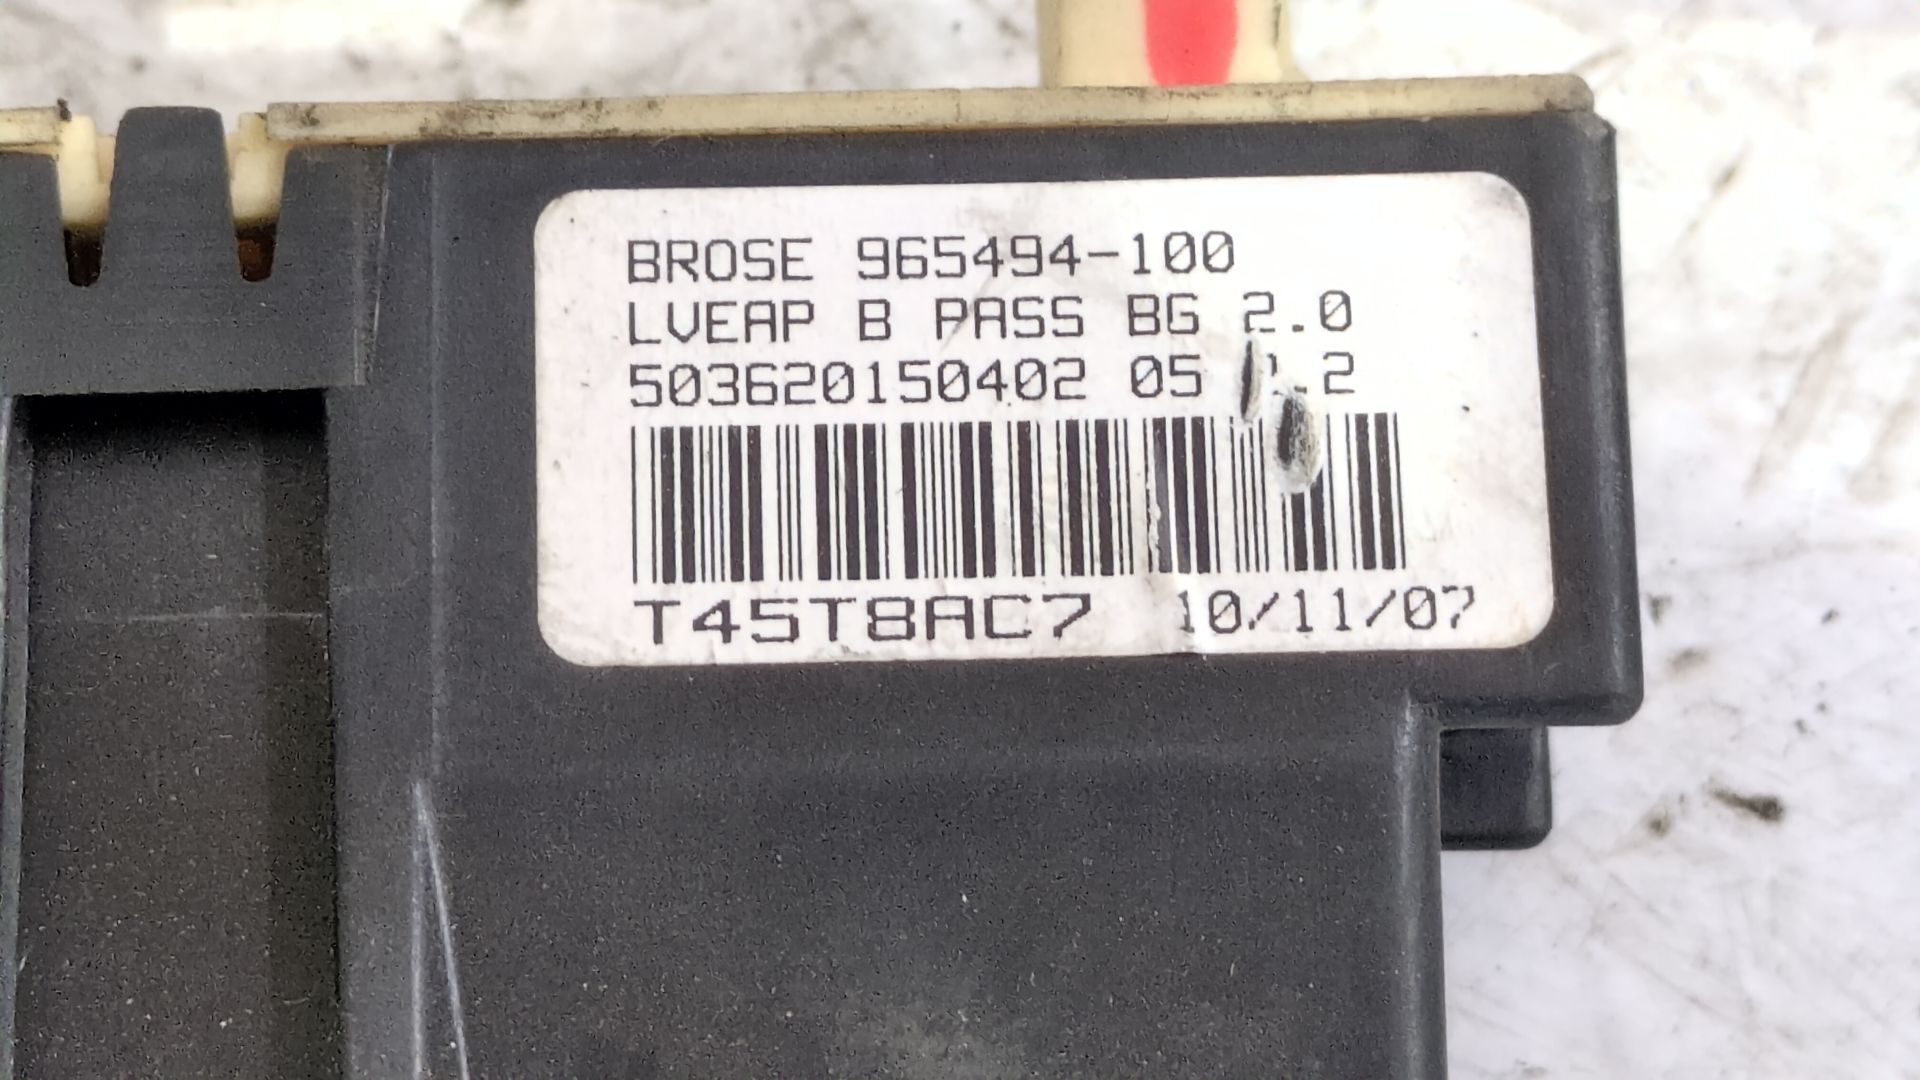 BROSE 965494-100
LVEAP B PASS BG 2.0
503620150402 05
T45T8AC7 10/11/07